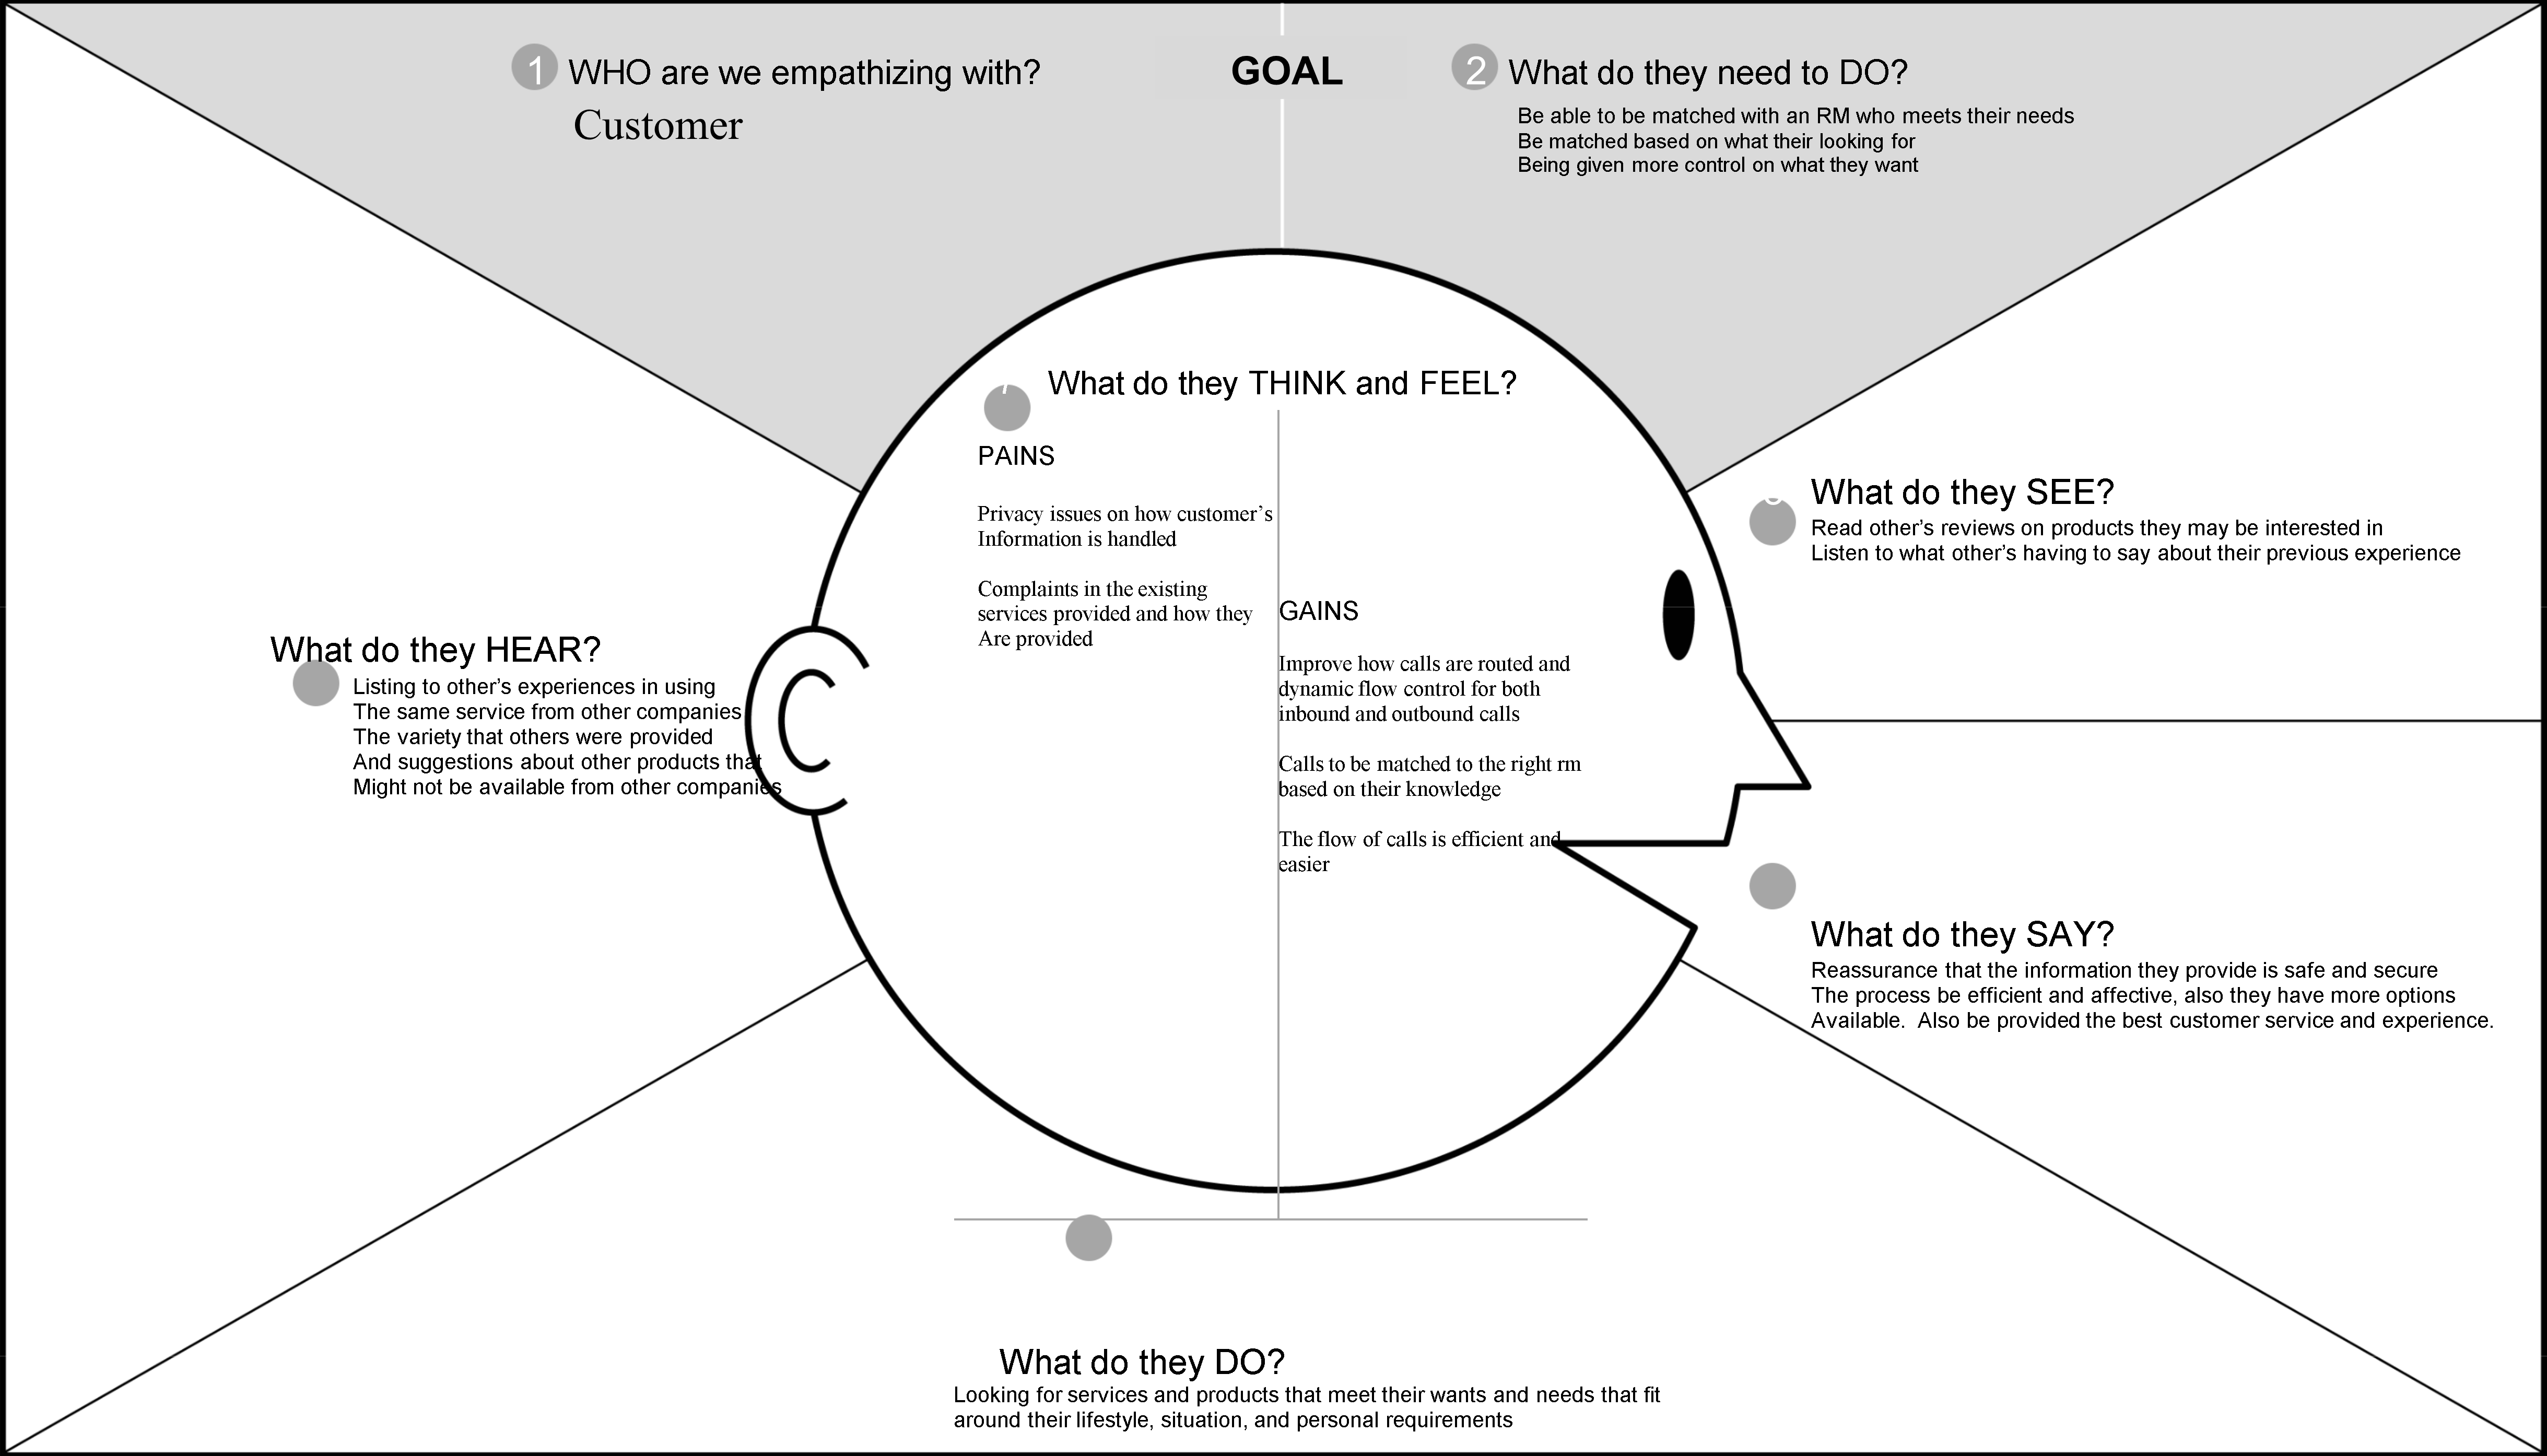 1 WHO are we empathizing with?
Customer
GOAL
2 What do they need to DO?
Be able to be matched with an RM who meets their needs
Be matched based on what their looking for
Being given more control on what they want
What do they THINK and FEEL?
PAINS
Privacy issues on how customer’s
Information is handled
Complaints in the existing
services provided and how they
Are provided
GAINS
Improve how calls are routed and
dynamic flow control for both
inbound and outbound calls
Calls to be matched to the right rm
based on their knowledge
The flow of calls is efficient and
easier
What do they SEE?
Read other’s reviews on products they may be interested in
Listen to what other’s having to say about their previous experience
What do they SAY?
Reassurance that the information they provide is safe and secure
The process be efficient and affective, also they have more options
Available.  Also be provided the best customer service and experience.
What do they DO?
Looking for services and products that meet their wants and needs that fit
around their lifestyle, situation, and personal requirements
What do they HEAR?
Listing to other’s experiences in using
The same service from other companies
The variety that others were provided
And suggestions about other products that
Might not be available from other companies